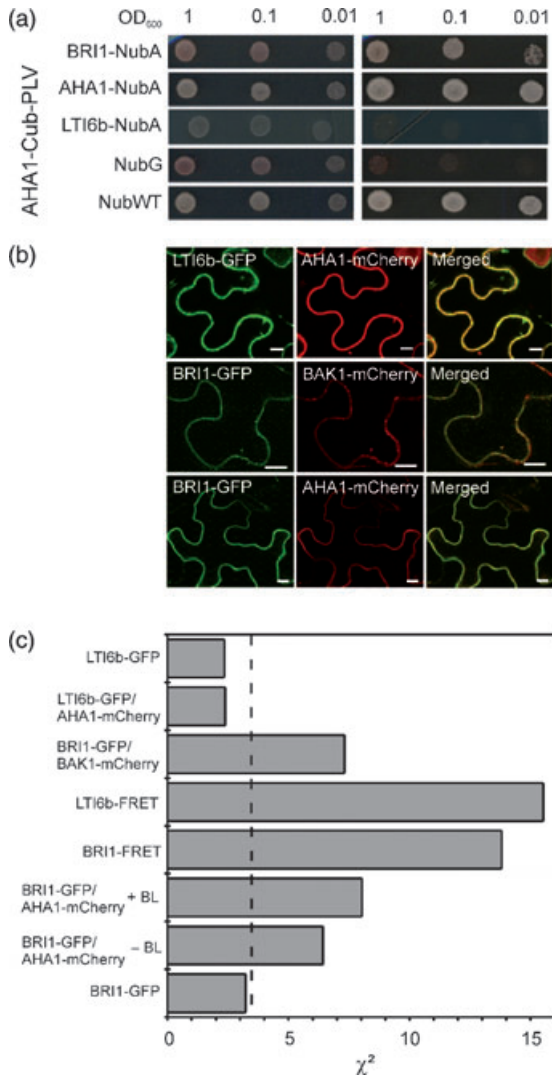 (a) OD600 1 0.1 0.01 1 0.1 0.01
AHA1-Cub-PLV
BRI1-NubA
AHA1-NubA
LTI6b-NubA
NubG
NubWT
(b)
LTI6b-GFP AHA1-mCherry Merged
BRI1-GFP BAK1-mCherry Merged
BRI1-GFP AHA1-mCherry Merged
(c)
LTI6b-GFP
LTI6b-GFP/
AHA1-mCherry
BRI1-GFP/
BAK1-mCherry
LTI6b-FRET
BRI1-FRET
BRI1-GFP/
AHA1-mCherry + BL
BRI1-GFP/
AHA1-mCherry – BL
BRI1-GFP
0 5 10 15
χ²